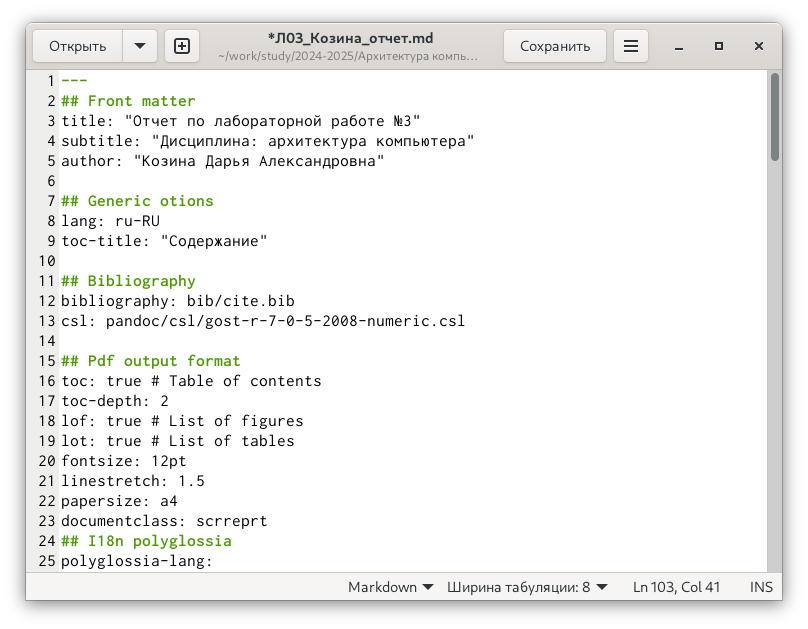 Открыть
*Л03_Козина_отчет.md
~/work/study/2024-2025/Архитектура компь...
Сохранить
1 ---
2 ## Front matter
3 title: "Отчет по лабораторной работе №3"
4 subtitle: "Дисциплина: архитектура компьютера"
5 author: "Козина Дарья Александровна"
6
7 ## Generic otions
8 lang: ru-RU
9 toc-title: "Содержание"
10
11 ## Bibliography
12 bibliography: bib/cite.bib
13 csl: pandoc/csl/gost-r-7-0-5-2008-numeric.csl
14
15 ## Pdf output format
16 toc: true # Table of contents
17 toc-depth: 2
18 lof: true # List of figures
19 lot: true # List of tables
20 fontsize: 12pt
21 linestretch: 1.5
22 papersize: a4
23 documentclass: scrreprt
24 ## I18n polyglossia
25 polyglossia-lang:
Markdown Ширина табуляции: 8 Ln 103, Col 41 INS